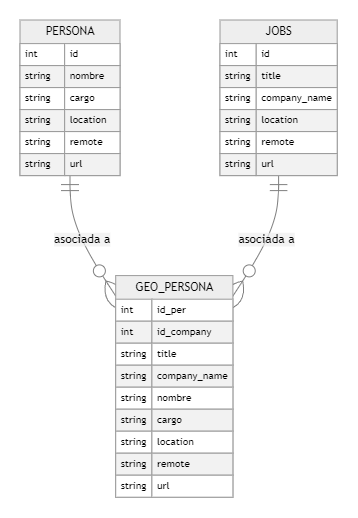 PERSONA
int id
string nombre
string cargo
string location
string remote
string url
JOBS
int id
string title
string company_name
string location
string remote
string url
asociada a
asociada a
GEO_PERSONA
int id_per
int id_company
string title
string company_name
string nombre
string cargo
string location
string remote
string url